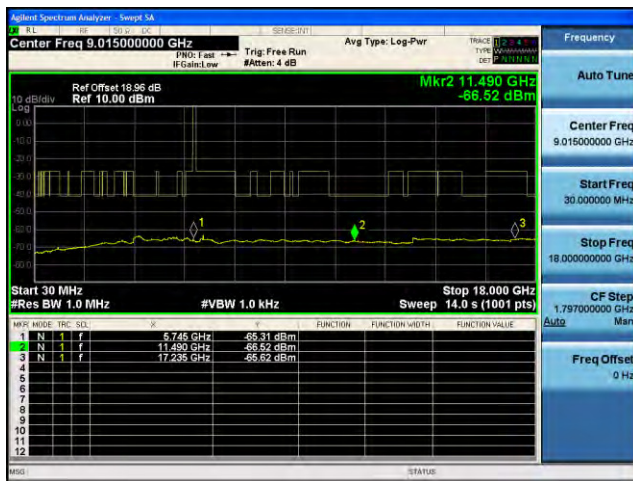 Agilent Spectrum Analyzer - Swept SA
RL RF 50 Ω DC SENSE:INT
Center Freq 9.015000000 GHz
PNO: Fast
IFGain:Low
Trig: Free Run
#Atten: 4 dB
Avg Type: Log-Pwr
TRACE 1 2 3 4 5 6
TYPE
DET P N N N N N
Ref Offset 18.96 dB
10 dB/div Ref 10.00 dBm
Log
Mkr2 11.490 GHz
-66.52 dBm
0.00
-10.0
-20.0
-30.0
-40.0
-50.0
-60.0
-70.0
-80.0
1
2
3
Start 30 MHz
Stop 18.000 GHz
#Res BW 1.0 MHz #VBW 1.0 kHz Sweep 14.0 s (1001 pts)
MKR MODE TRC SCL X Y FUNCTION FUNCTION WIDTH FUNCTION VALUE
1 N 1 f 5.745 GHz -65.31 dBm
2 N 1 f 11.490 GHz -66.52 dBm
3 N 1 f 17.235 GHz -65.62 dBm
4
5
6
7
8
9
10
11
12
MSG STATUS
Frequency
Auto Tune
Center Freq
9.015000000 GHz
Start Freq
30.000000 MHz
Stop Freq
18.000000000 GHz
CF Step
1.797000000 GHz
Auto Man
Freq Offset
0 Hz